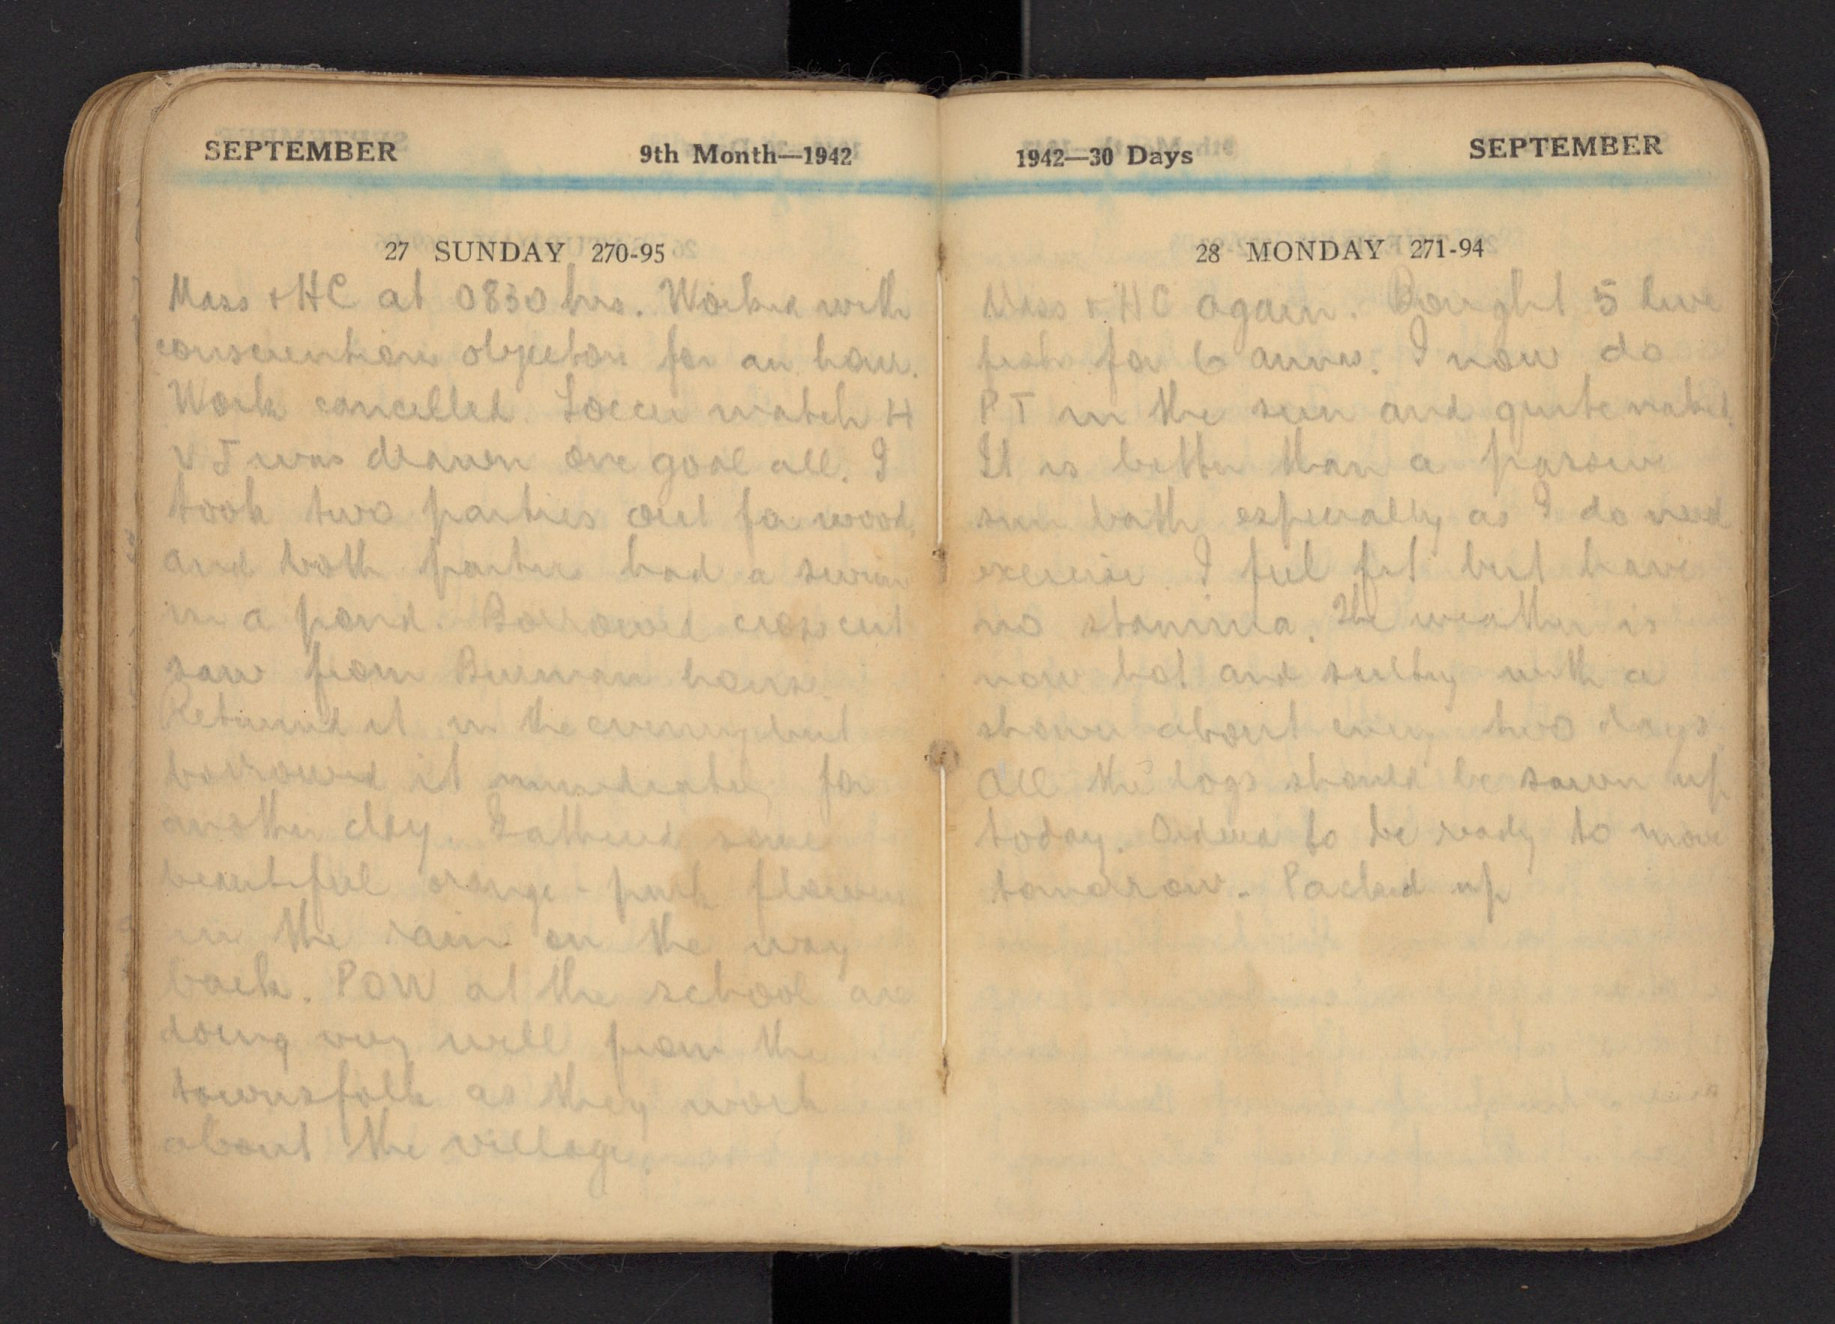 SEPTEMBER 9th Month—1942
27 SUNDAY 270-95
Mass & HC at 0830 hrs. Worked with
conscientious objectors for an hour.
Work cancelled. Soccer match H
v J was drawn one goal all. I
took two parties out for wood
and both parties had a swim
in a pond. Borrowed cross cut
saw from Burman house.
Returned it in the evening but
borrowed it immediately for
another day. Gathered some
beautiful orange - pink flowers
in the rain on the way
back. POW at the school are
doing very well from the
townsfolk as they work
about the village.
1942—30 Days SEPTEMBER
28 MONDAY 271-94
Mass & HC again. Bought 5 live
fish for 6 annas. I now do
PT in the sun and quite naked.
It is better than a passive
sun bath especially as I do need
exercise. I feel fit but have
no stamina. The weather is
now hot and sultry with a
shower about every two days
All the logs should be sawn up
today. Ordered to be ready to move
tomorrow. Packed up